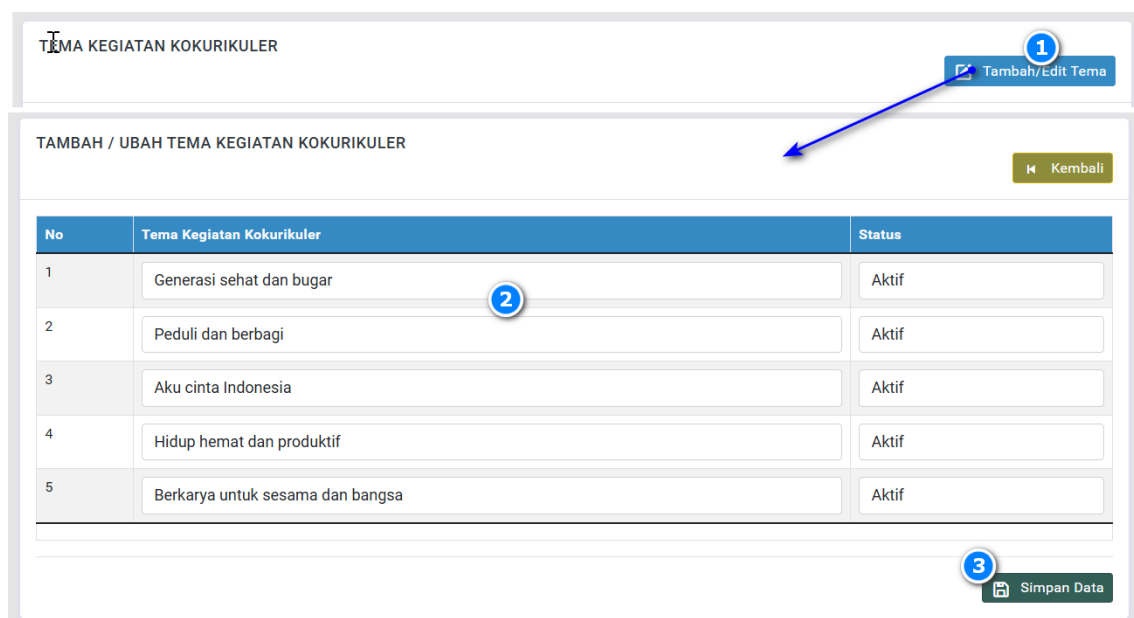 TEMA KEGIATAN KOKURIKULER
1
Tambah/Edit Tema
TAMBAH / UBAH TEMA KEGIATAN KOKURIKULER
Kembali
No Tema Kegiatan Kokurikuler Status
1 Generasi sehat dan bugar Aktif
2
2 Peduli dan berbagi Aktif
3 Aku cinta Indonesia Aktif
4 Hidup hemat dan produktif Aktif
5 Berkarya untuk sesama dan bangsa Aktif
3
Simpan Data